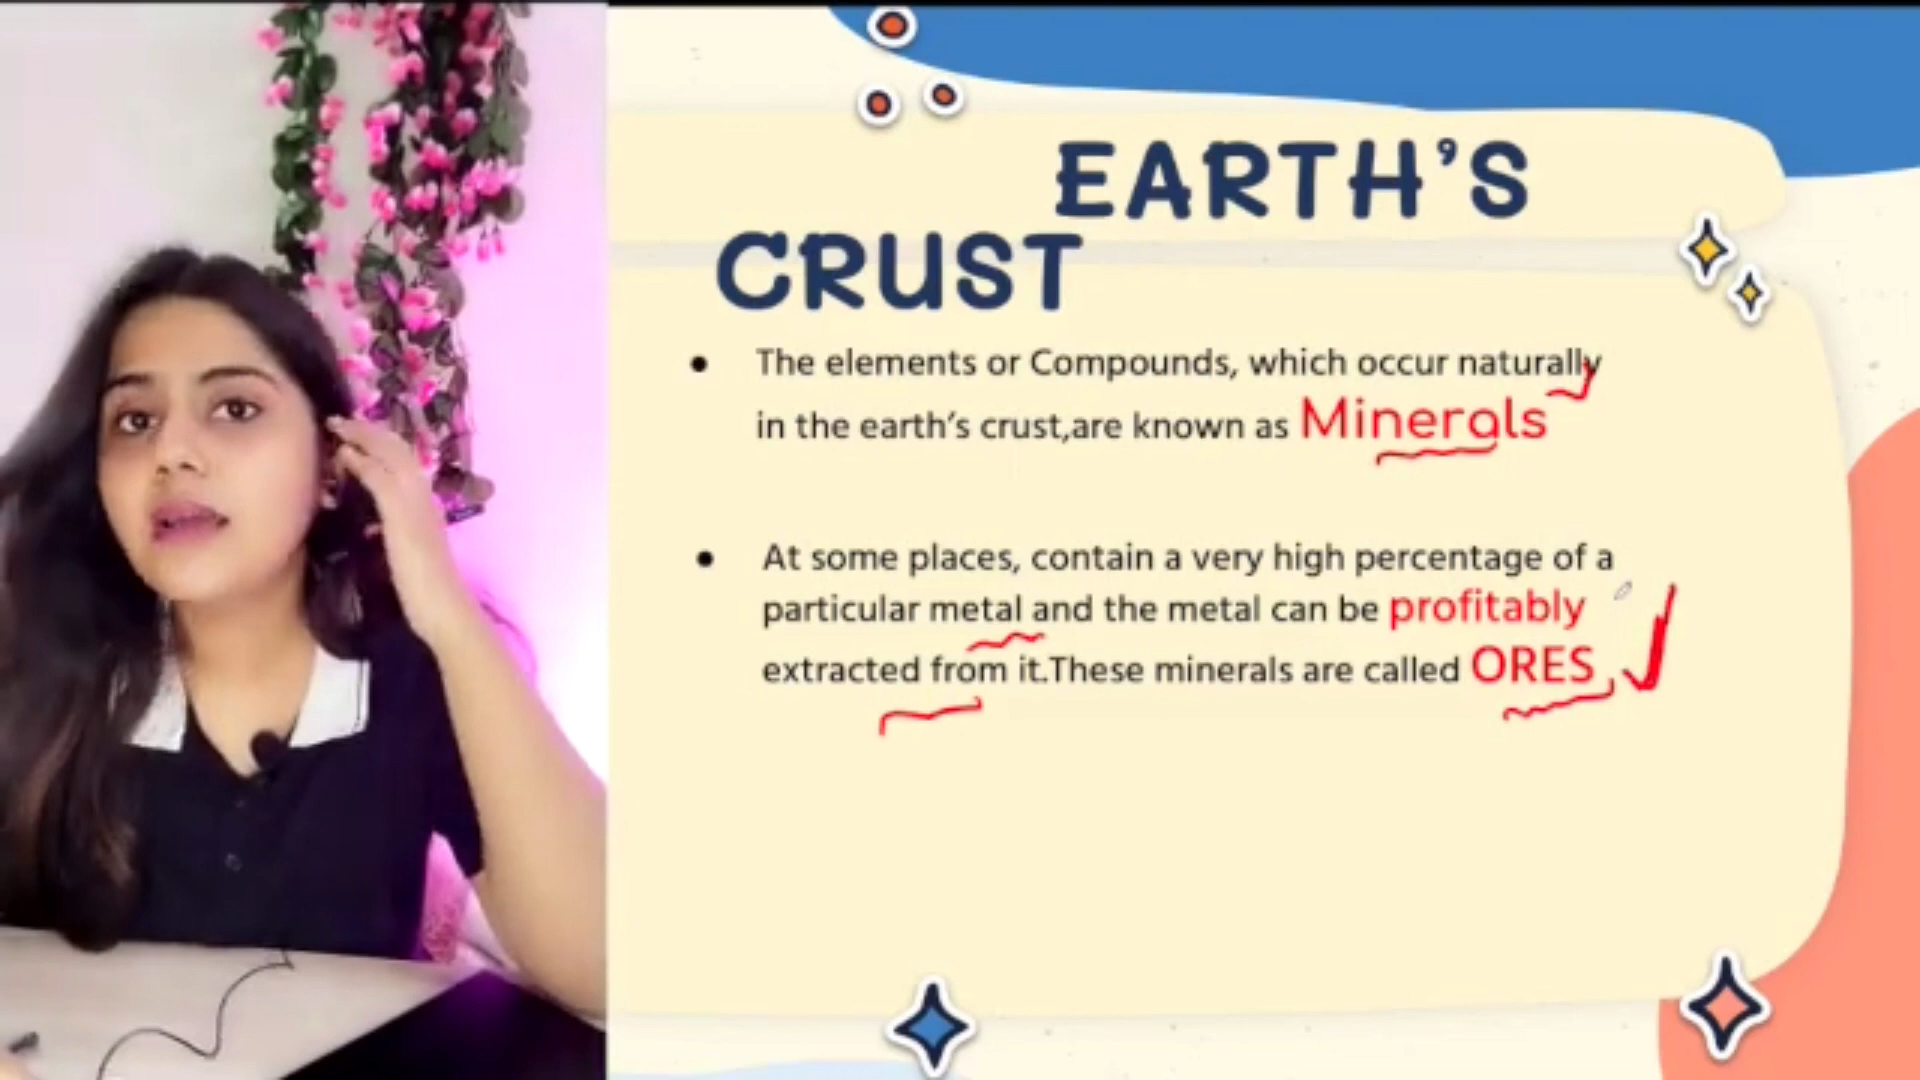 EARTH'S
CRUST
• The elements or Compounds, which occur naturally
in the earth's crust,are known as Minerals
• At some places, contain a very high percentage of a
particular metal and the metal can be profitably
extracted from it.These minerals are called ORES